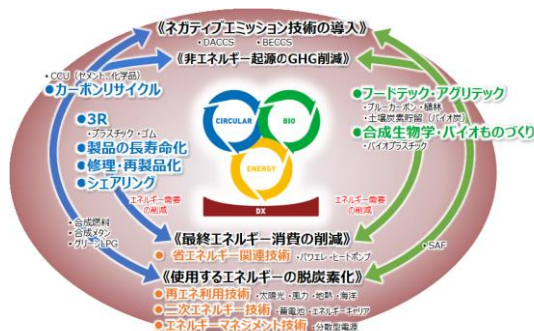 《ネガティブエミッション技術の導入》
・DACCS ・BECCS
《非エネルギー起源のGHG削減》
・CCU（セメント、化学品）
●カーボンリサイクル
●3R
・プラスチック・ゴム
●製品の長寿命化
●修理・再製品化
●シェアリング
エネルギー需要
の削減
・合成燃料
・合成メタン
・グリーンLPG
CIRCULAR
BIO
ENERGY
DX
●フードテック・アグリテック
・ブルーカーボン・植林
・土壌炭素貯留（バイオ炭）
●合成生物学・バイオものづくり
・バイオプラスチック
エネルギー需要
の削減
・SAF
《最終エネルギー消費の削減》
●省エネルギー関連技術 ・パワエレ・ヒートポンプ
《使用するエネルギーの脱炭素化》
●再エネ利用技術 ・太陽光・風力・地熱・海洋
●二次エネルギー技術 ・蓄電池・エネルギーキャリア
●エネルギーマネジメント技術 ・分散型電源